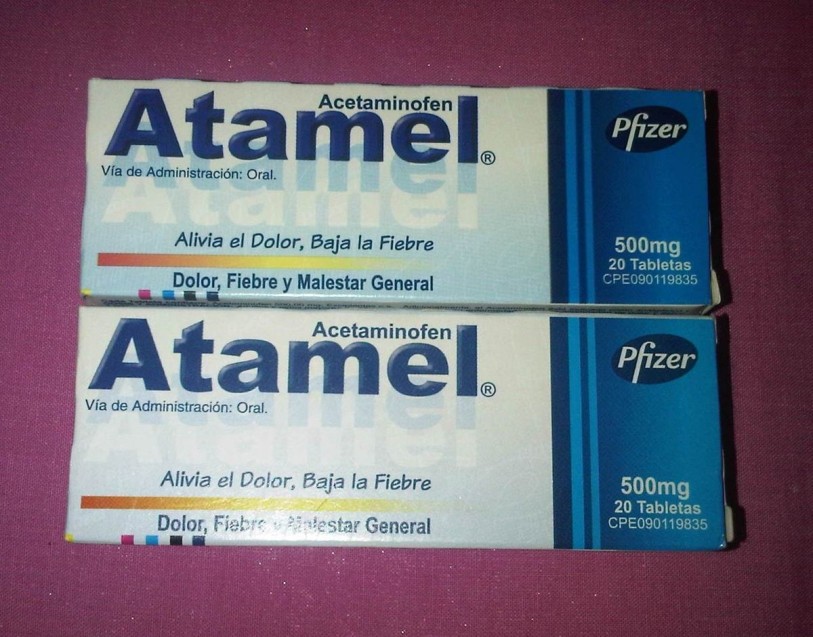 Acetaminofen
Atamel®
Vía de Administración: Oral.
Alivia el Dolor, Baja la Fiebre
Dolor, Fiebre y Malestar General
Pfizer
500mg
20 Tabletas
CPE090119835
Acetaminofen
Atamel®
Vía de Administración: Oral.
Alivia el Dolor, Baja la Fiebre
Dolor, Fiebre y Malestar General
Pfizer
500mg
20 Tabletas
CPE090119835